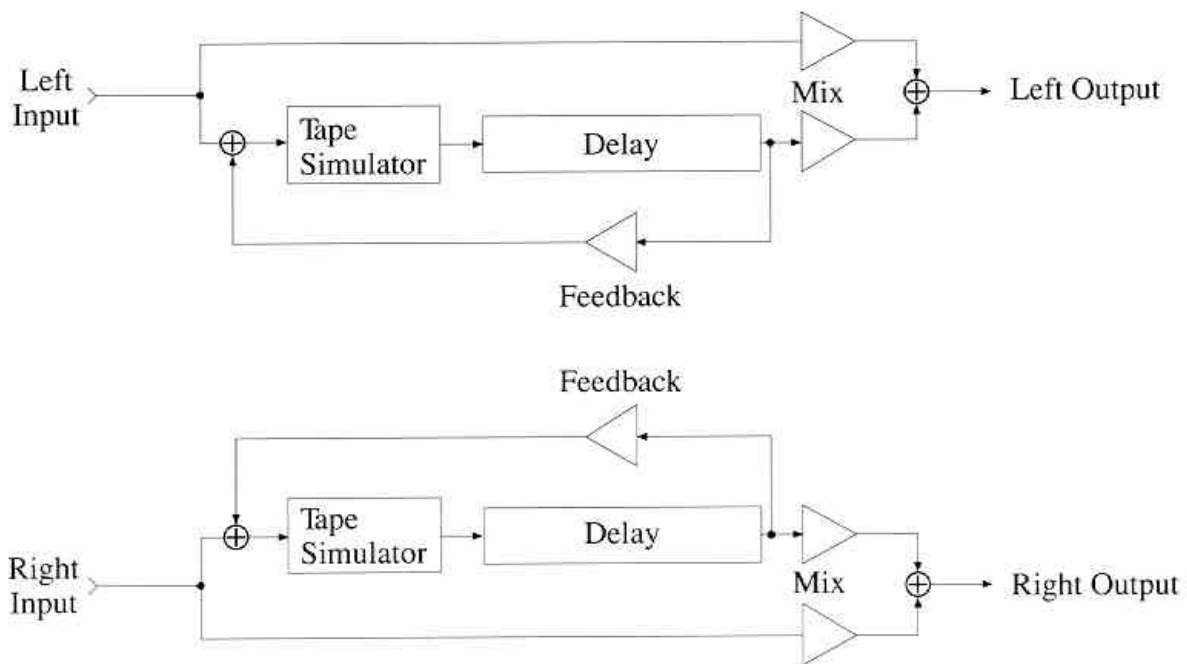 Left
Input
Tape
Simulator
Delay
Mix
Left Output
Feedback
Feedback
Right
Input
Tape
Simulator
Delay
Mix
Right Output